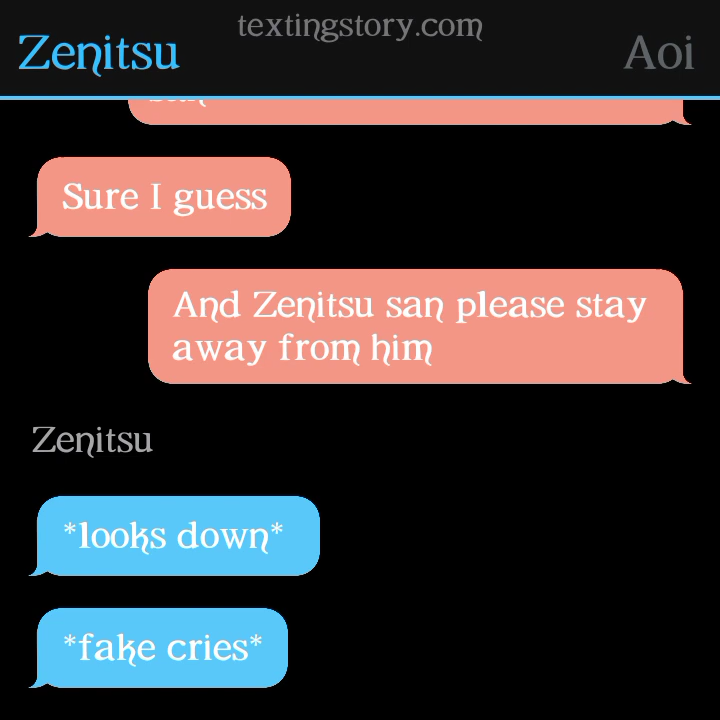 textingstory.com
Zenitsu
Aoi
Sure I guess
And Zenitsu san please stay
away from him
Zenitsu
*looks down*
*fake cries*